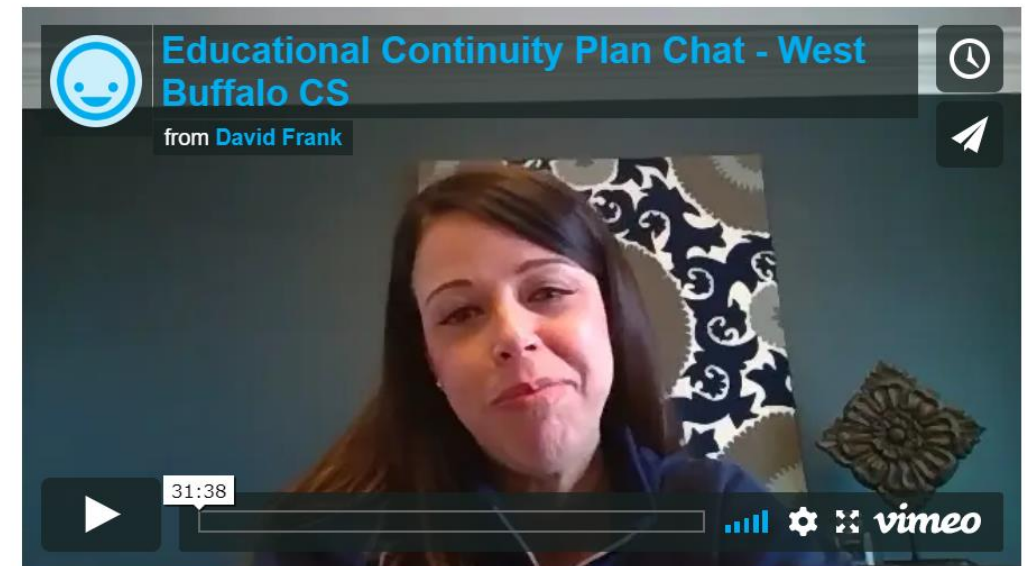 Educational Continuity Plan Chat - West
Buffalo CS
from David Frank
31:38
vimeo